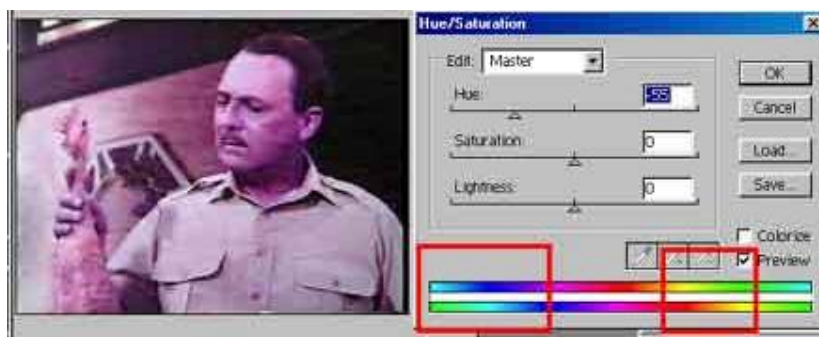 Hue/Saturation
Edit: Master
OK
Hue:
-55
Cancel
Saturation:
0
Load...
Lightness:
0
Save...
Colorize
Preview